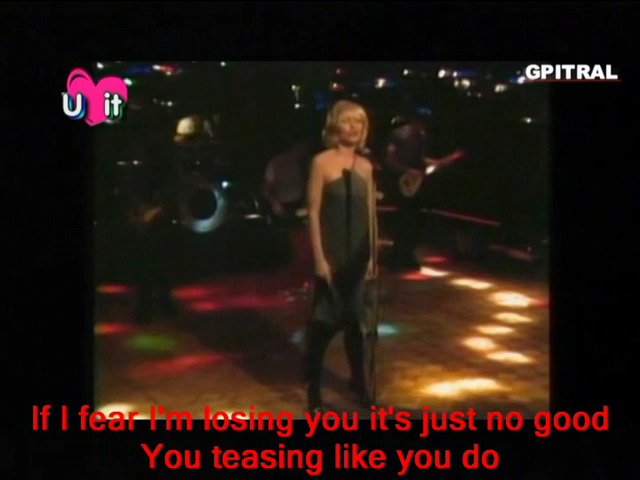 U it
GPITRAL
If I fear I'm losing you it's just no good
You teasing like you do